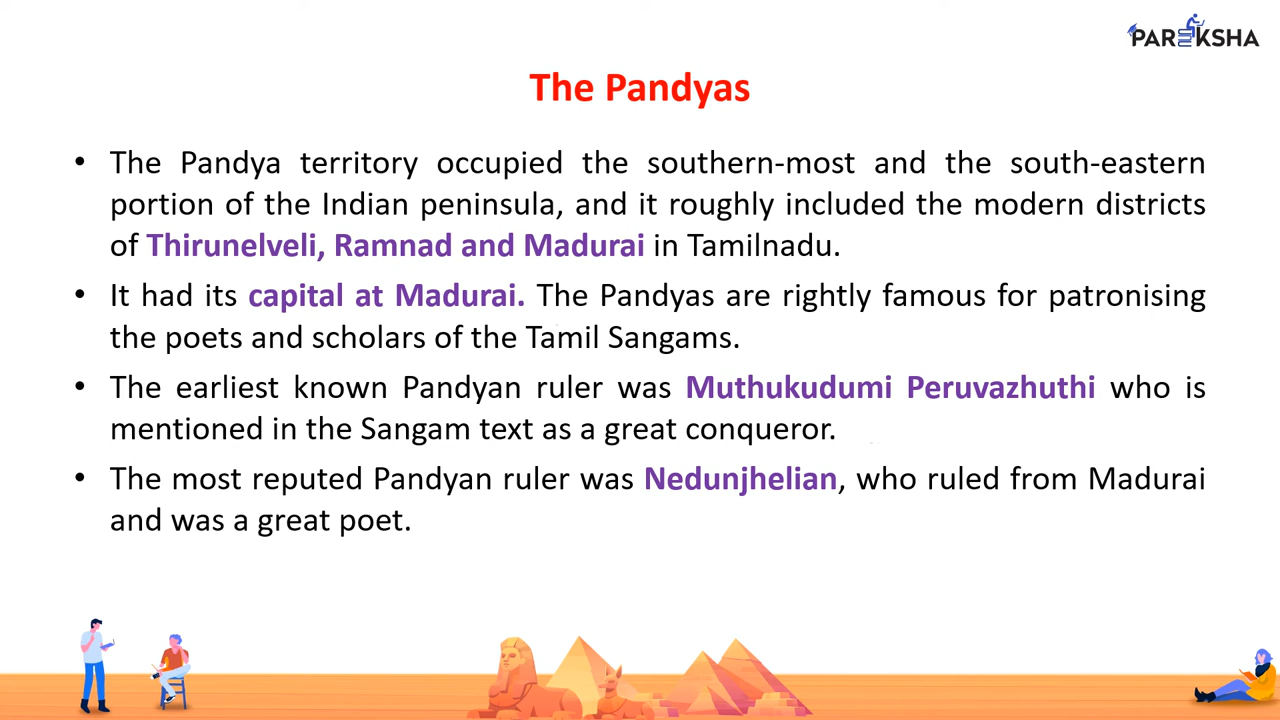 PAREEKSHA
The Pandyas
• The Pandya territory occupied the southern-most and the south-eastern
portion of the Indian peninsula, and it roughly included the modern districts
of Thirunelveli, Ramnad and Madurai in Tamilnadu.
• It had its capital at Madurai. The Pandyas are rightly famous for patronising
the poets and scholars of the Tamil Sangams.
• The earliest known Pandyan ruler was Muthukudumi Peruvazhuthi who is
mentioned in the Sangam text as a great conqueror.
• The most reputed Pandyan ruler was Nedunjhelian, who ruled from Madurai
and was a great poet.